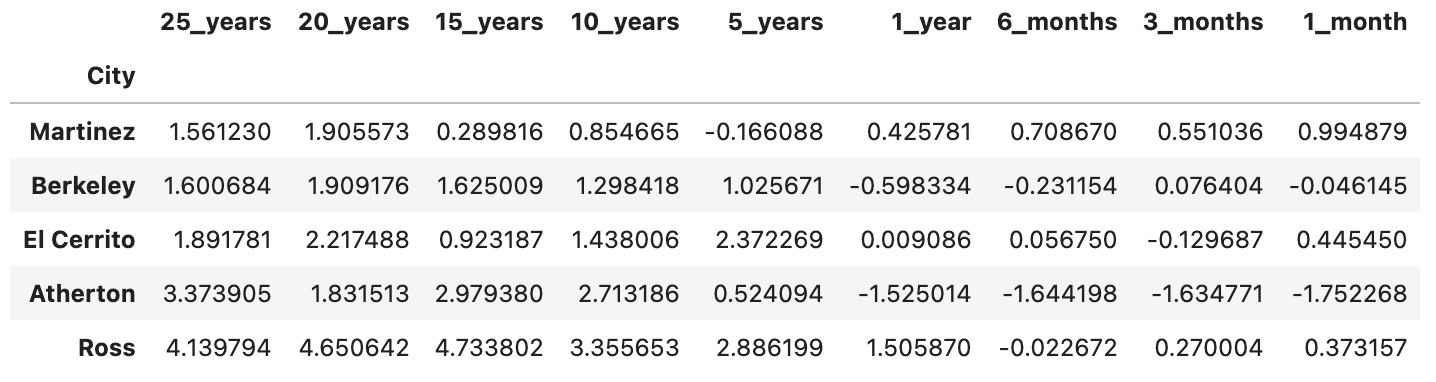 25_years 20_years 15_years 10_years 5_years 1_year 6_months 3_months 1_month
City
Martinez 1.561230 1.905573 0.289816 0.854665 -0.166088 0.425781 0.708670 0.551036 0.994879
Berkeley 1.600684 1.909176 1.625009 1.298418 1.025671 -0.598334 -0.231154 0.076404 -0.046145
El Cerrito 1.891781 2.217488 0.923187 1.438006 2.372269 0.009086 0.056750 -0.129687 0.445450
Atherton 3.373905 1.831513 2.979380 2.713186 0.524094 -1.525014 -1.644198 -1.634771 -1.752268
Ross 4.139794 4.650642 4.733802 3.355653 2.886199 1.505870 -0.022672 0.270004 0.373157